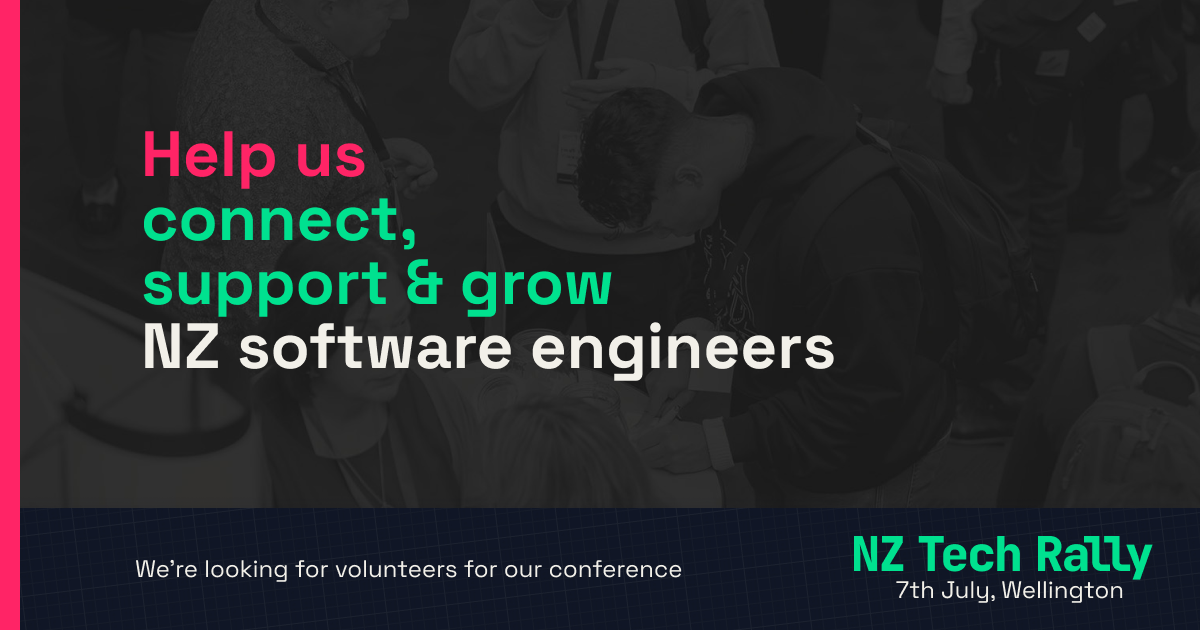 Help us
connect,
support & grow
NZ software engineers
We're looking for volunteers for our conference
NZ Tech Rally
7th July, Wellington